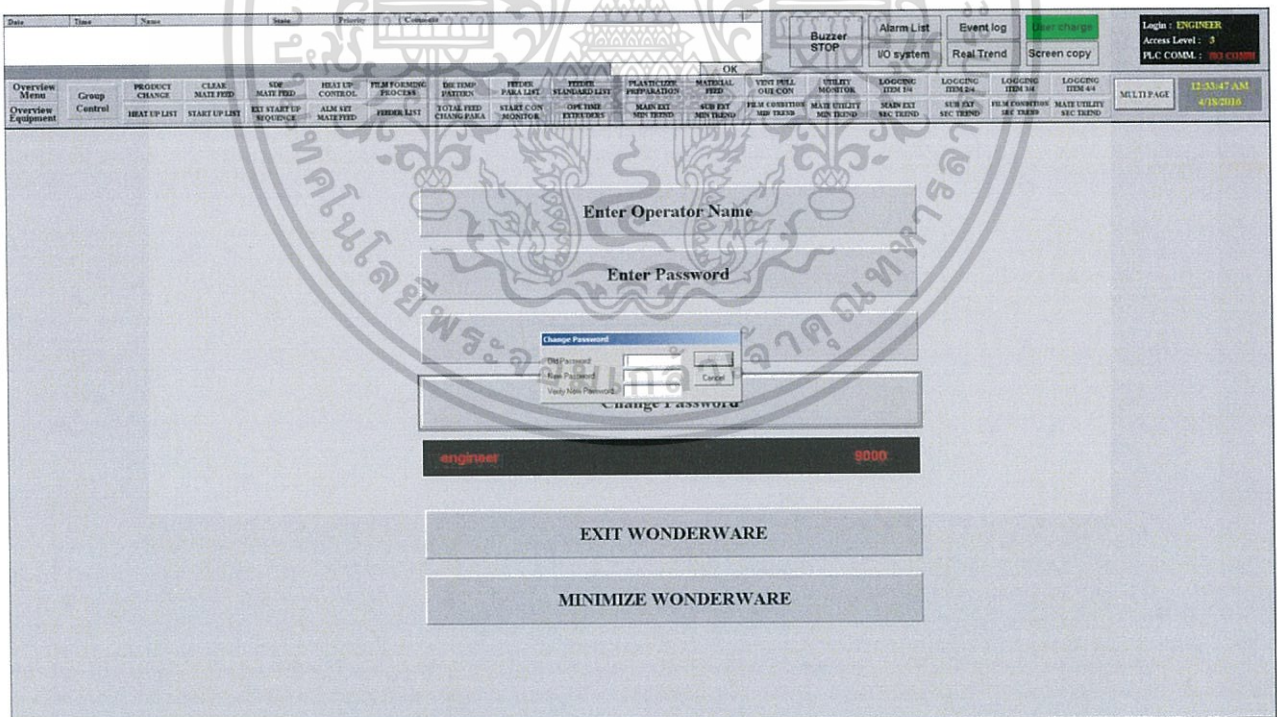 Date Time Name State Priority Comment
Buzzer STOP
Alarm List Event log User change
I/O system Real Trend Screen copy
Login : ENGINEER
Access Level : 3
PLC COMM. : NO COMM
OK
Overview Menu
Overview Equipment
Group Control
PRODUCT CHANGE
CLEAR MATE FEED
SDE MATE FEED
HEAT UP CONTROL
FILM FORMING PROCESS
DIE TEMP PATTEN
FEEDER PARA LIST
FEEDER STANDARD LIST
PLASTICIZER PREPARATION
MATERIAL FEED
VENT PULL OUT CON
UTILITY MONITOR
LOGGING ITEM 1/4
LOGGING ITEM 2/4
LOGGING ITEM 3/4
LOGGING ITEM 4/4
HEAT UP LIST
START UP LIST
EXT START UP SEQUENCE
ALM SET MATE FEED
FEEDER LIST
TOTAL FEED CHANG PARA
START CON MONITOR
OPE TIME EXTRUDERS
MAIN EXT MIN TREND
SUB EXT MIN TREND
FILM CONDITION MIN TREND
MATE UTILITY MIN TREND
MAIN EXT SEC TREND
SUB EXT SEC TREND
FILM CONDITION SEC TREND
MATE UTILITY SEC TREND
MULTI PAGE
12:33:47 AM
4/18/2016
Enter Operator Name
Enter Password
Change Password
Old Password:
New Password:
Cancel
Verify New Password:
Change Password
engineer 9000
EXIT WONDERWARE
MINIMIZE WONDERWARE